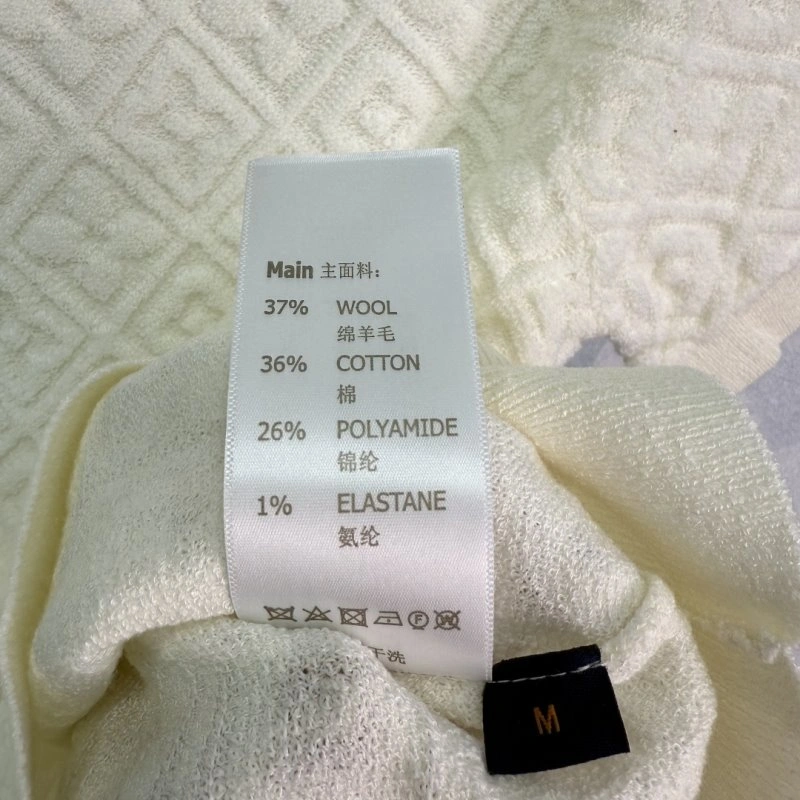 Main 主面料:
37% WOOL
绵羊毛
36% COTTON
棉
26% POLYAMIDE
锦纶
1% ELASTANE
氨纶
F W
干洗
M